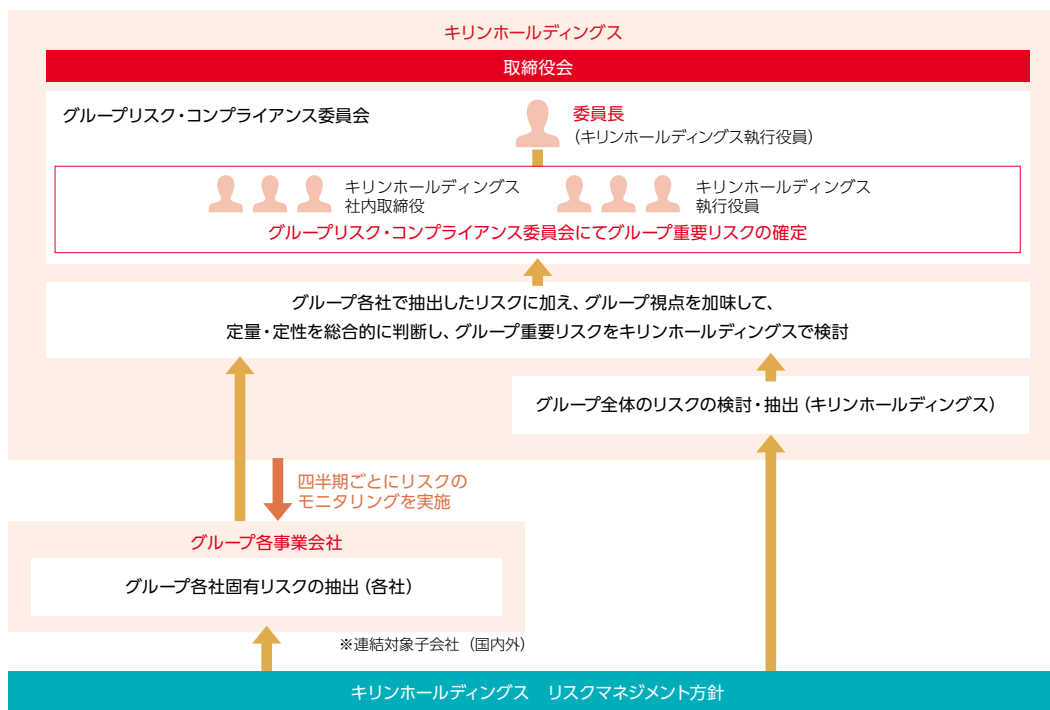 キリンホールディングス
取締役会
グループリスク・コンプライアンス委員会
委員長
（キリンホールディングス執行役員）
キリンホールディングス
社内取締役
キリンホールディングス
執行役員
グループリスク・コンプライアンス委員会にてグループ重要リスクの確定
グループ各社で抽出したリスクに加え、グループ視点を加味して、
定量・定性を総合的に判断し、グループ重要リスクをキリンホールディングスで検討
グループ全体のリスクの検討・抽出（キリンホールディングス）
四半期ごとにリスクの
モニタリングを実施
グループ各事業会社
グループ各社固有リスクの抽出（各社）
※連結対象子会社（国内外）
キリンホールディングス　リスクマネジメント方針